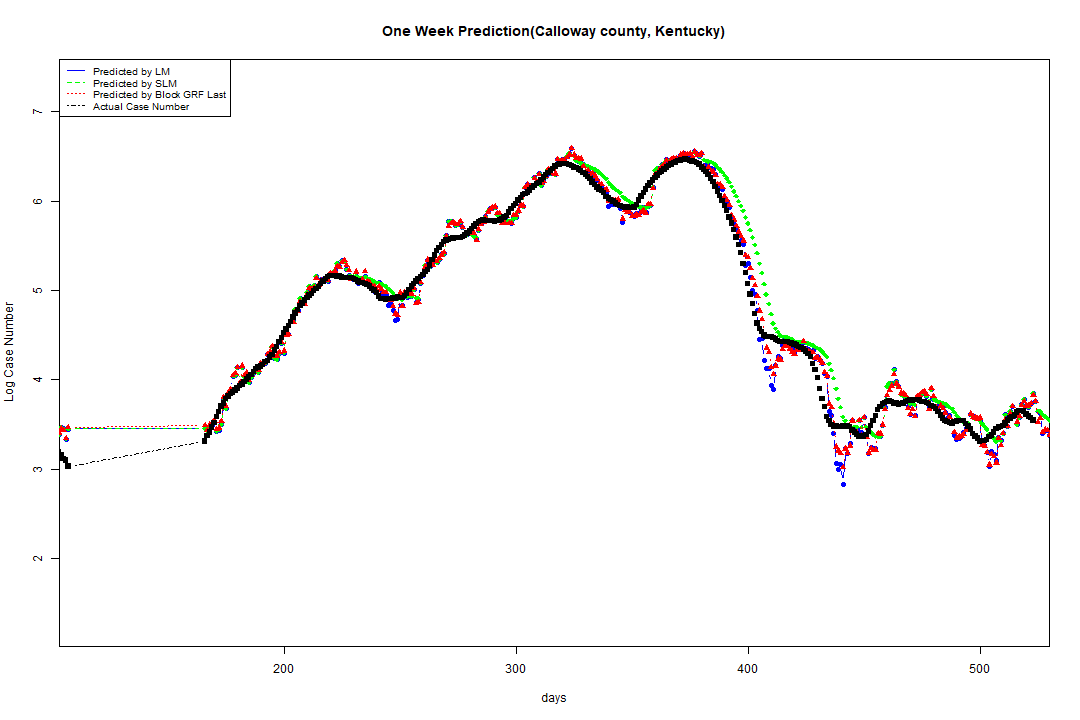 One Week Prediction(Calloway county, Kentucky)
Predicted by LM
Predicted by SLM
Predicted by Block GRF Last
Actual Case Number
7
6
5
4
3
2
Log Case Number
200 300 400 500
days